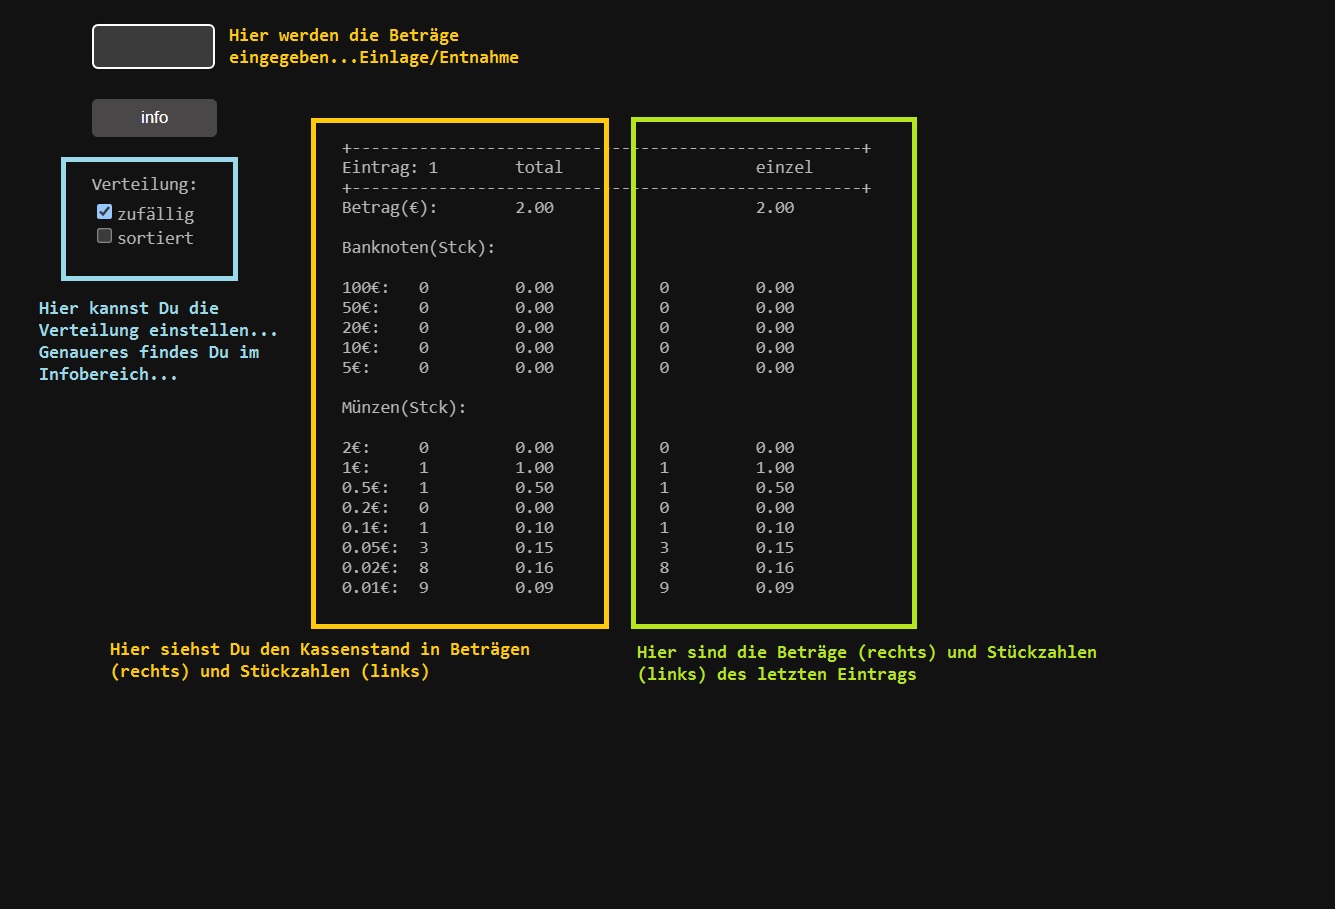 Hier werden die Beträge
eingegeben...Einlage/Entnahme
info
Verteilung:
zufällig
sortiert
Hier kannst Du die
Verteilung einstellen...
Genaueres findes Du im
Infobereich...
+-----------------------------------------------------+
Eintrag: 1 total einzel
+-----------------------------------------------------+
Betrag(€): 2.00 2.00
Banknoten(Stck):
100€: 0 0.00 0 0.00
50€: 0 0.00 0 0.00
20€: 0 0.00 0 0.00
10€: 0 0.00 0 0.00
5€: 0 0.00 0 0.00
Münzen(Stck):
2€: 0 0.00 0 0.00
1€: 1 1.00 1 1.00
0.5€: 1 0.50 1 0.50
0.2€: 0 0.00 0 0.00
0.1€: 1 0.10 1 0.10
0.05€: 3 0.15 3 0.15
0.02€: 8 0.16 8 0.16
0.01€: 9 0.09 9 0.09
Hier siehst Du den Kassenstand in Beträgen
(rechts) und Stückzahlen (links)
Hier sind die Beträge (rechts) und Stückzahlen
(links) des letzten Eintrags